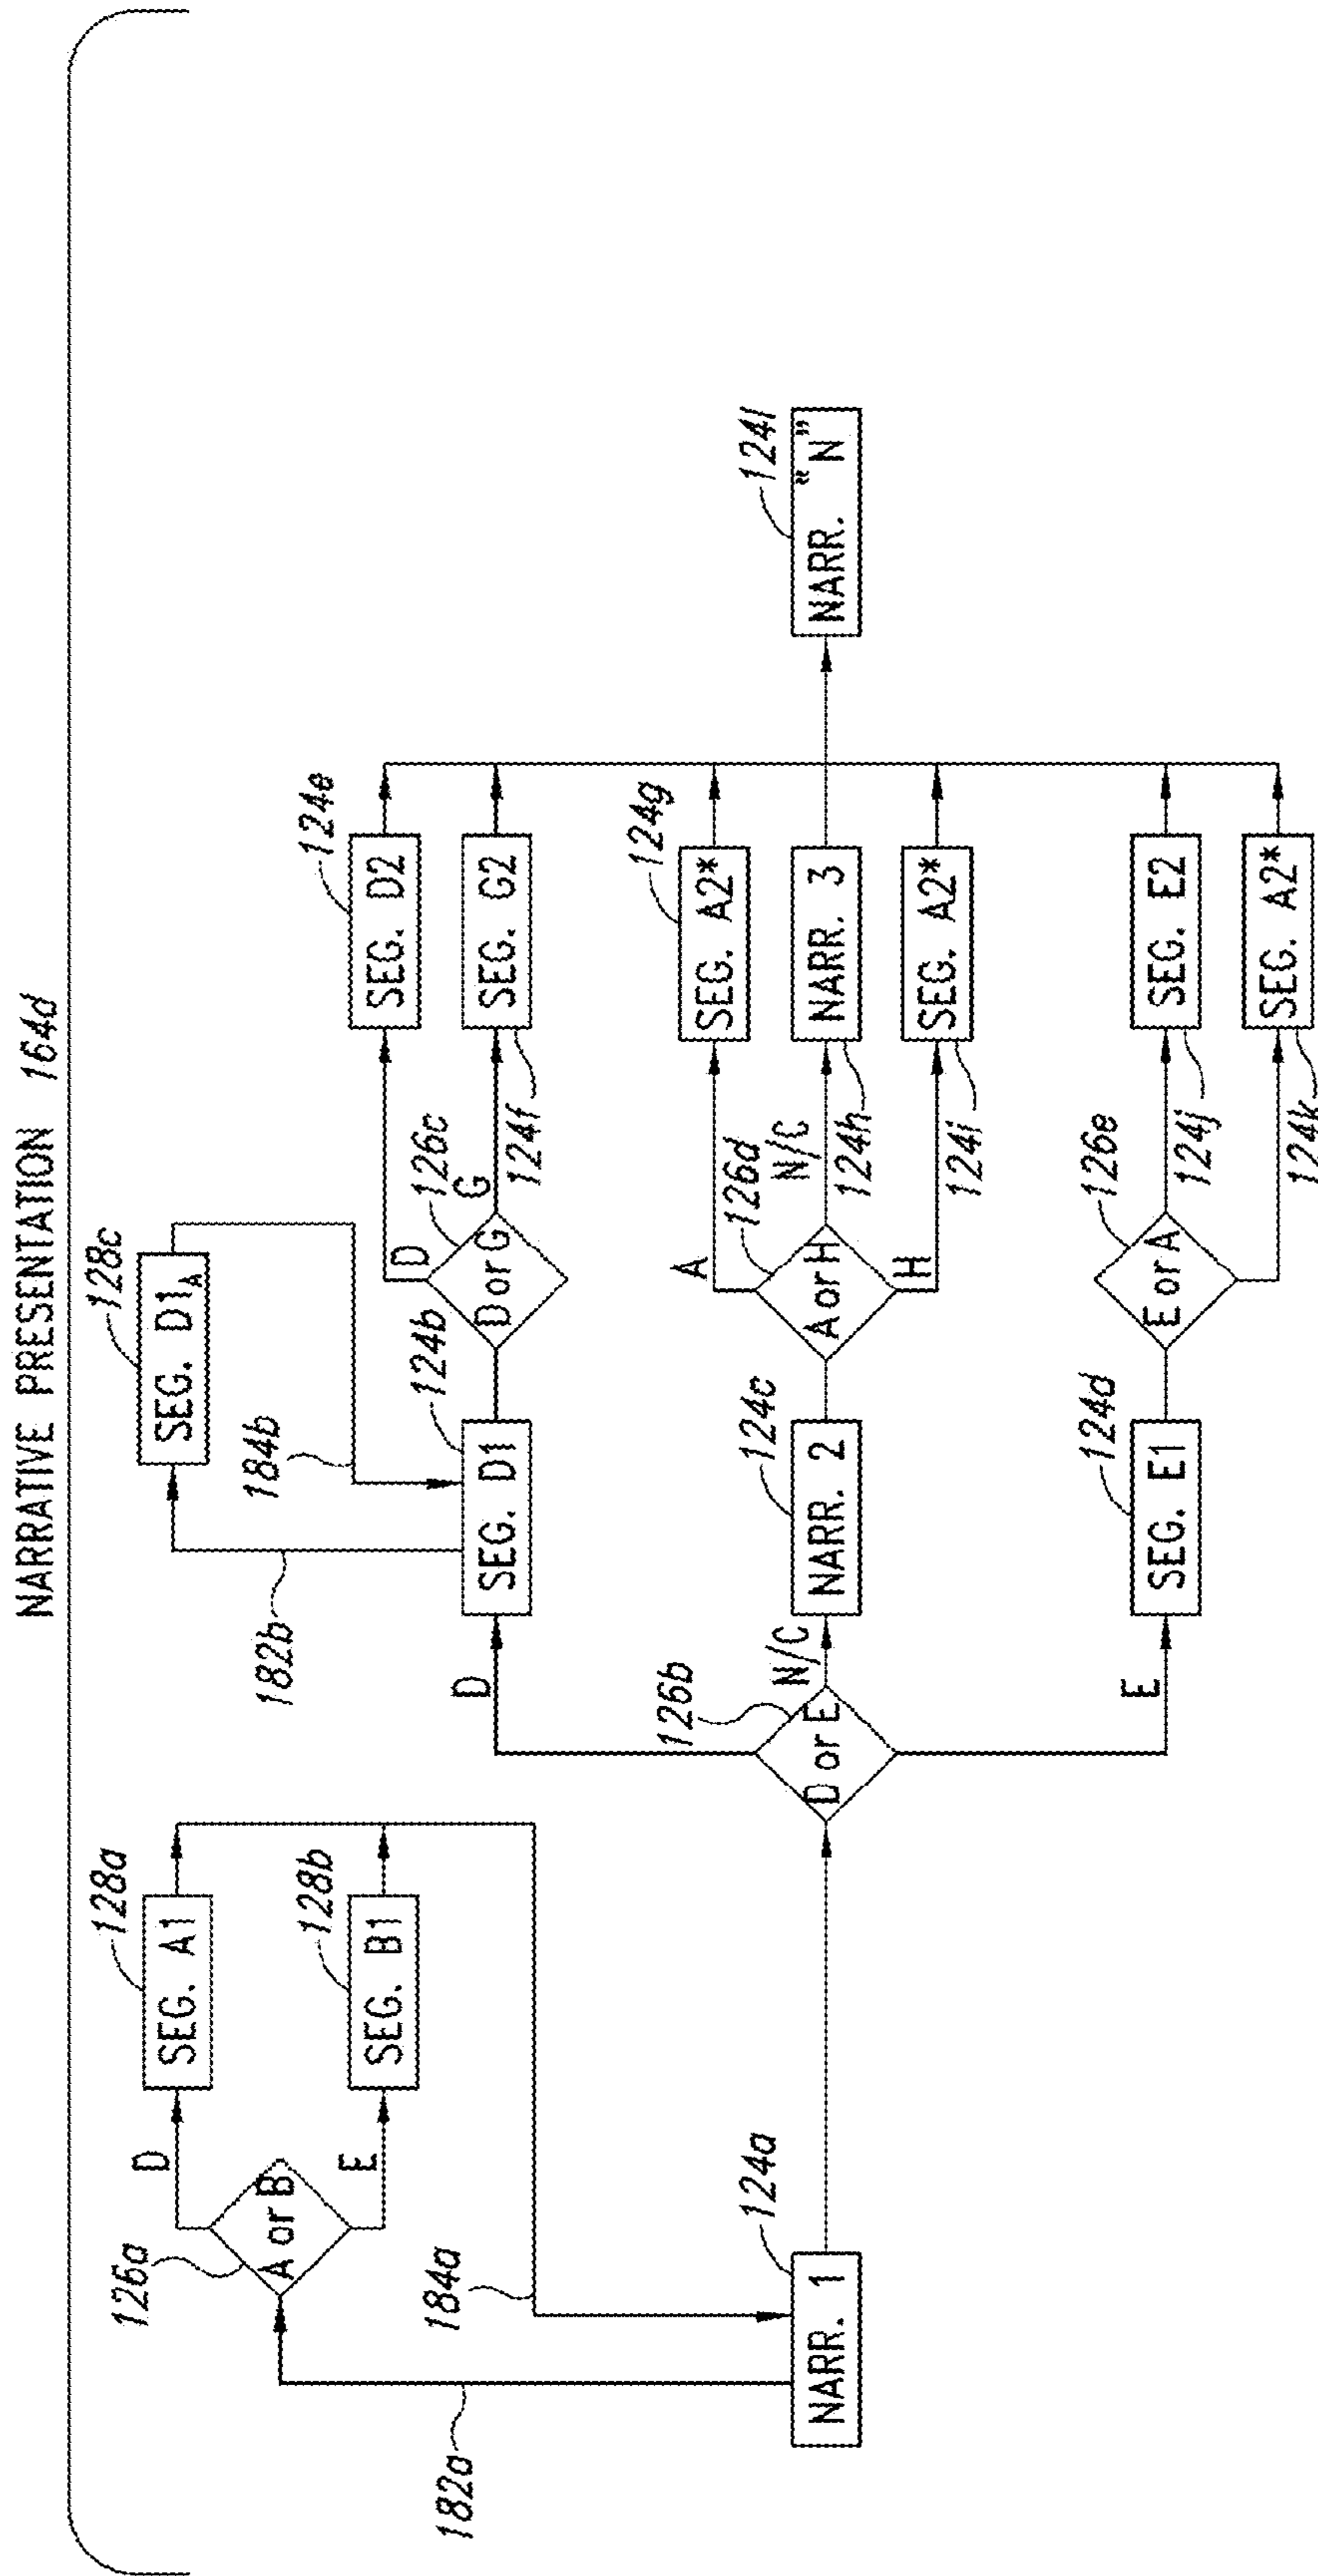 NARRATIVE PRESENTATION 164d
128a
SEG. A1
D
126a
A or B
E
128b
SEG. B1
182a
184a
124a
NARR. 1
126b
D or E
D
N/C
E
128c
SEG. D1A
182b
184b
124b
SEG. D1
124c
NARR. 2
124d
SEG. E1
126c
D or G
D
G
124e
SEG. D2
SEG. G2
124f
126d
A or H
A
N/C
H
124g
SEG. A2*
NARR. 3
124h
SEG. A2*
124i
126e
E or A
SEG. E2
124j
SEG. A2*
124k
124l
NARR. "N"